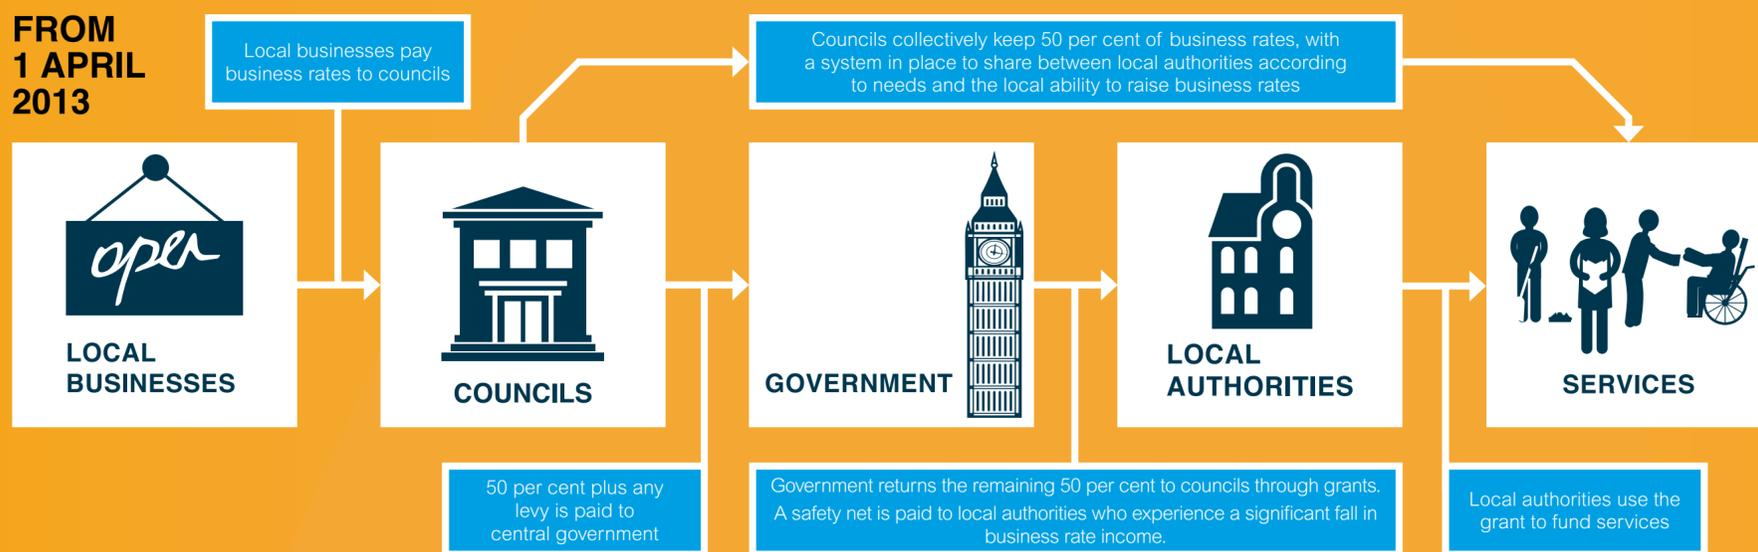 FROM
1 APRIL
2013
Local businesses pay
business rates to councils
Councils collectively keep 50 per cent of business rates, with
a system in place to share between local authorities according
to needs and the local ability to raise business rates
open
LOCAL
BUSINESSES
COUNCILS
GOVERNMENT
LOCAL
AUTHORITIES
SERVICES
50 per cent plus any
levy is paid to
central government
Government returns the remaining 50 per cent to councils through grants.
A safety net is paid to local authorities who experience a significant fall in
business rate income.
Local authorities use the
grant to fund services